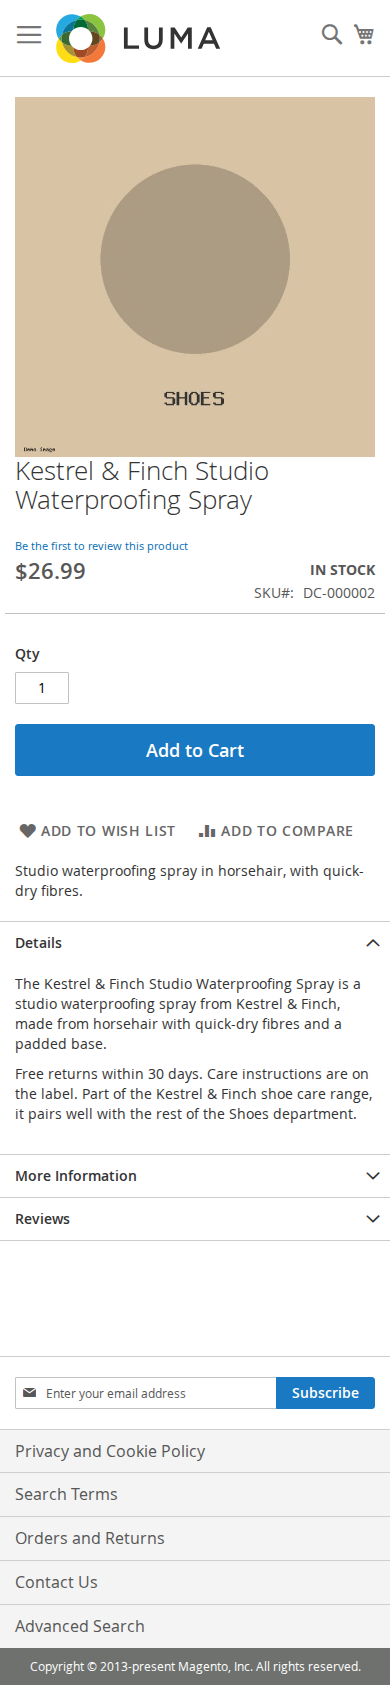 LUMA
SHOES
Demo Image
Kestrel & Finch Studio
Waterproofing Spray
Be the first to review this product
$26.99
IN STOCK
SKU#: DC-000002
Qty
1
Add to Cart
ADD TO WISH LIST
ADD TO COMPARE
Studio waterproofing spray in horsehair, with quick-
dry fibres.
Details
The Kestrel & Finch Studio Waterproofing Spray is a
studio waterproofing spray from Kestrel & Finch,
made from horsehair with quick-dry fibres and a
padded base.
Free returns within 30 days. Care instructions are on
the label. Part of the Kestrel & Finch shoe care range,
it pairs well with the rest of the Shoes department.
More Information
Reviews
Enter your email address
Subscribe
Privacy and Cookie Policy
Search Terms
Orders and Returns
Contact Us
Advanced Search
Copyright © 2013-present Magento, Inc. All rights reserved.